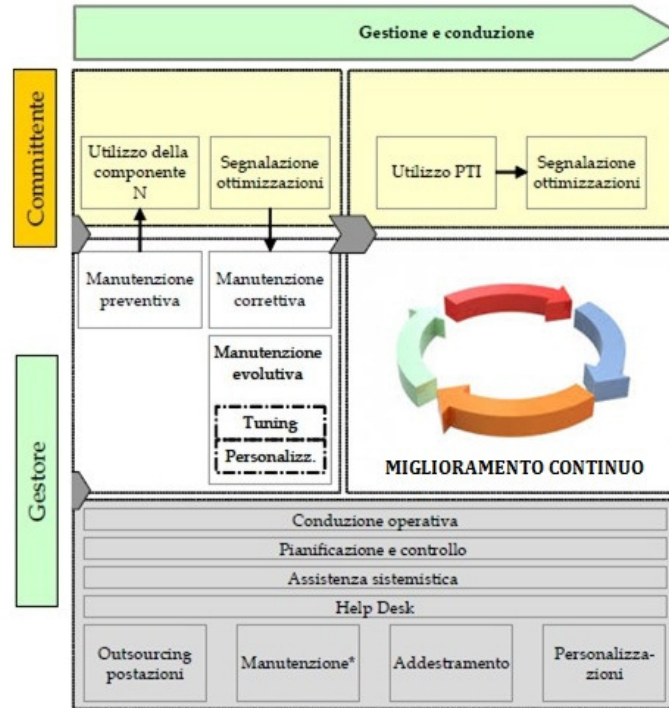 Gestione e conduzione
Committente
Utilizzo della
componente
N
Segnalazione
ottimizzazioni
Utilizzo PTI
Segnalazione
ottimizzazioni
Gestore
Manutenzione
preventiva
Manutenzione
correttiva
Manutenzione
evolutiva
Tuning
Personalizz.
MIGLIORAMENTO CONTINUO
Conduzione operativa
Pianificazione e controllo
Assistenza sistemistica
Help Desk
Outsourcing
postazioni
Manutenzione*
Addestramento
Personalizza-
zioni